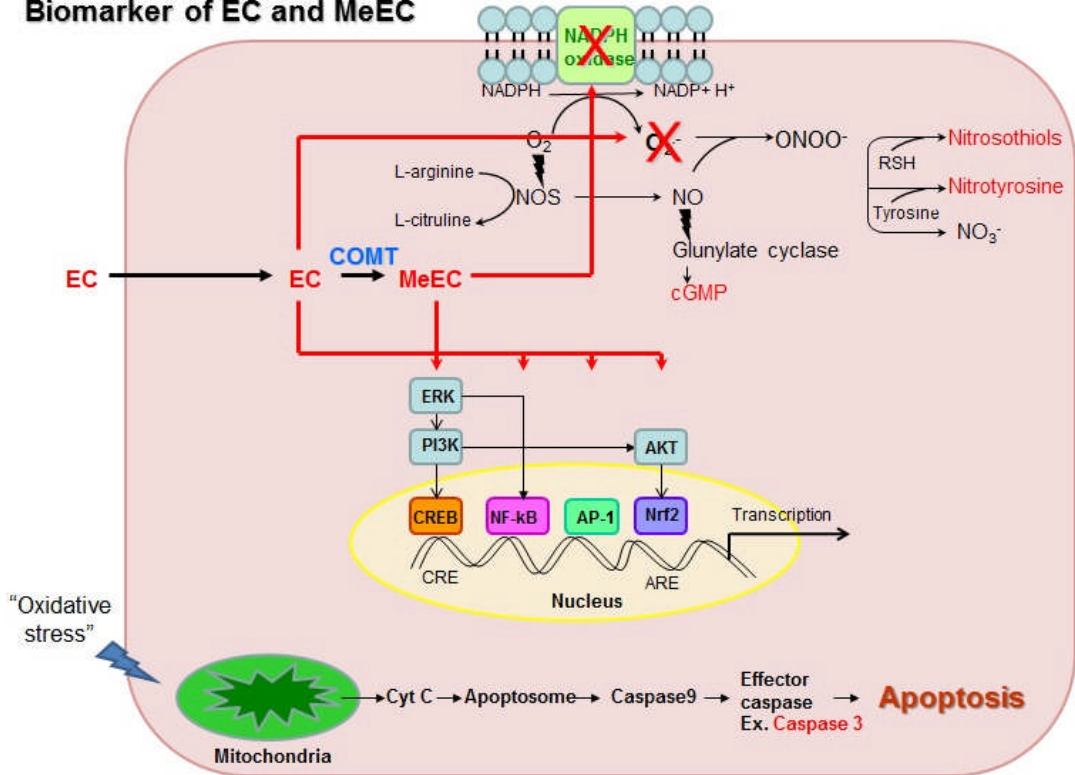 Biomarker of EC and MeEC
NADPH
oxidase
NADPH
NADP+ H⁺
O₂
O₂·⁻
ONOO⁻
Nitrosothiols
RSH
L-arginine
NOS
NO
Nitrotyrosine
Tyrosine
L-citruline
NO₃⁻
Glunylate cyclase
COMT
EC
EC
MeEC
cGMP
ERK
PI3K
AKT
CREB
NF-kB
AP-1
Nrf2
Transcription
CRE
ARE
Nucleus
“Oxidative
stress”
Cyt C
Apoptosome
Caspase9
Effector
caspase
Ex. Caspase 3
Apoptosis
Mitochondria